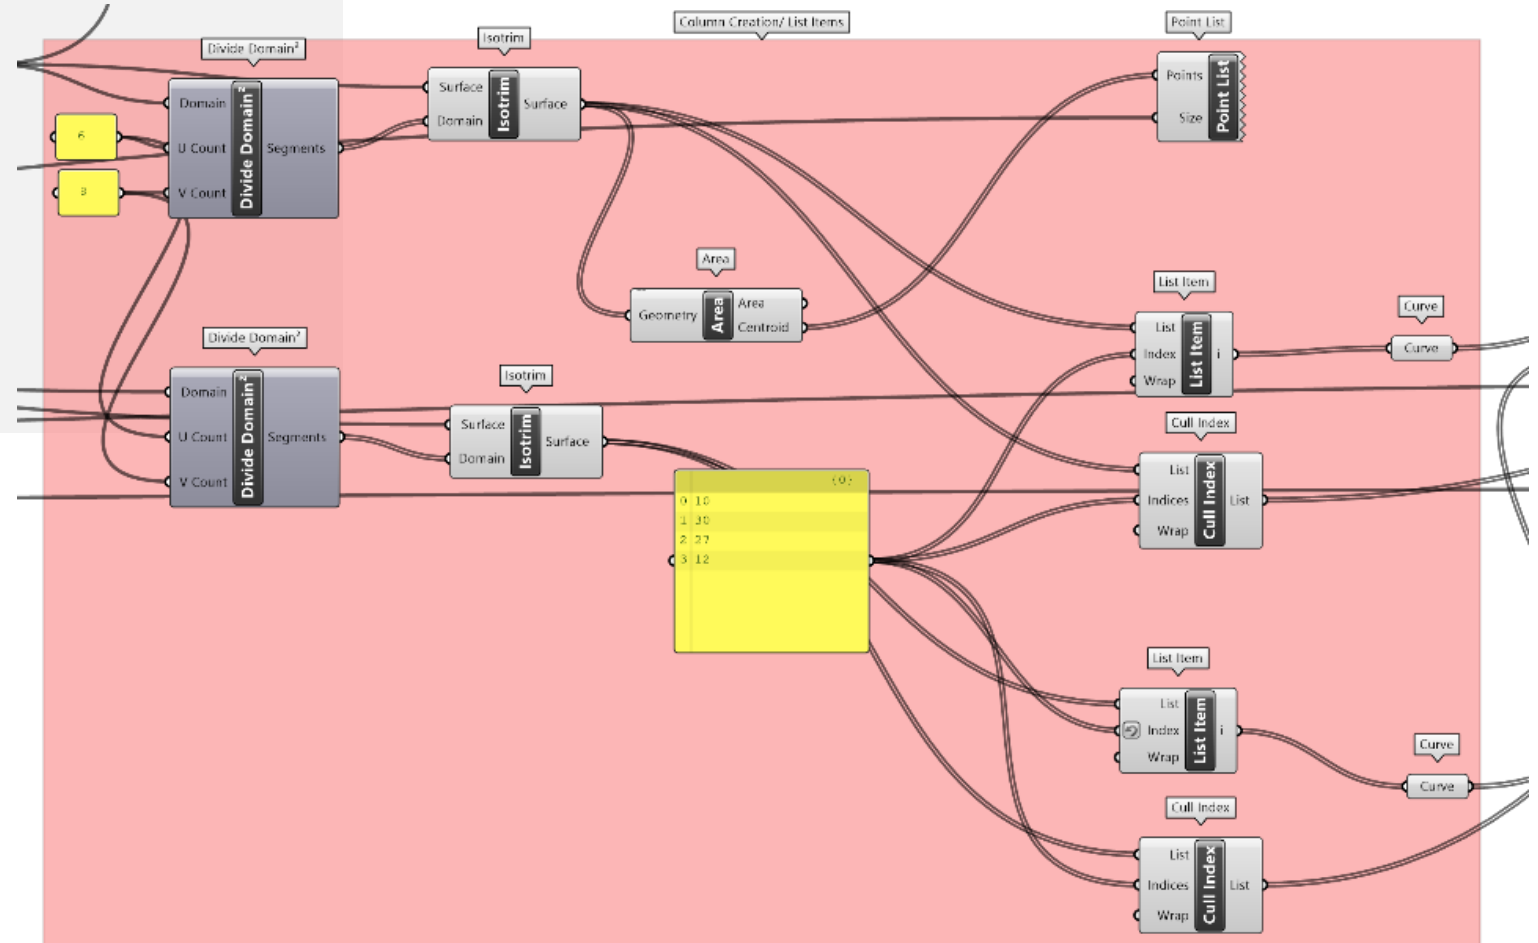 Column Creation/ List Items
Point List
Isotrim
Divide Domain²
Surface
Domain
Isotrim
Surface
Points
Size
Point List
Domain
U Count
V Count
Divide Domain²
Segments
6
Area
Geometry
Area
Area
Centroid
List Item
List
Index
Wrap
List Item
i
Curve
Curve
Divide Domain²
Domain
U Count
V Count
Divide Domain²
Segments
Isotrim
Surface
Domain
Isotrim
Surface
Cull Index
List
Indices
Wrap
Cull Index
List
{0}
0 10
1 30
2 27
3 12
List Item
List
Index
Wrap
List Item
i
Curve
Curve
Cull Index
List
Indices
Wrap
Cull Index
List